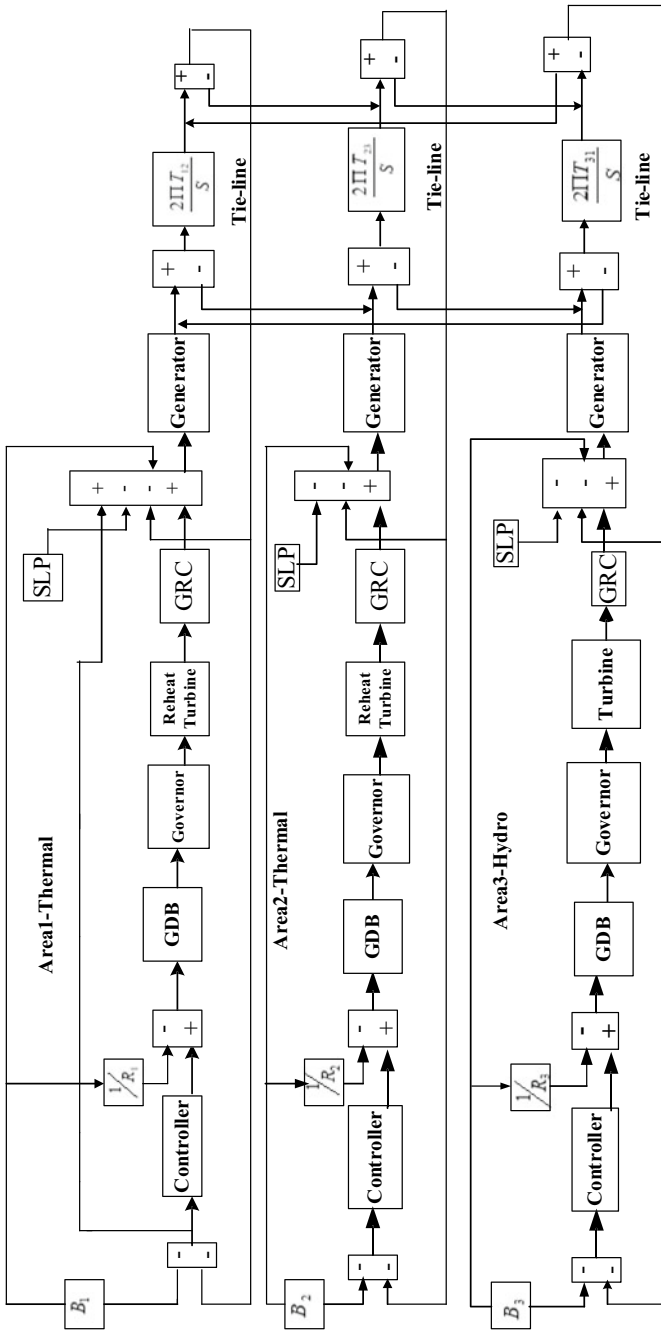 Area1-Thermal
B₁
-
-
Controller
1/R₁
-
+
GDB
Governor
Reheat
Turbine
GRC
SLP
+
-
-
+
Generator
+
-
2ΠT₁₂
S
+
-
Tie-line
Area2-Thermal
B₂
-
-
Controller
1/R₂
-
+
GDB
Governor
Reheat
Turbine
GRC
SLP
-
-
+
Generator
+
-
2ΠT₂₃
S
+
-
Tie-line
Area3-Hydro
B₃
-
-
Controller
1/R₃
-
+
GDB
Governor
Turbine
GRC
SLP
-
-
+
Generator
+
-
2ΠT₃₁
S
+
-
Tie-line